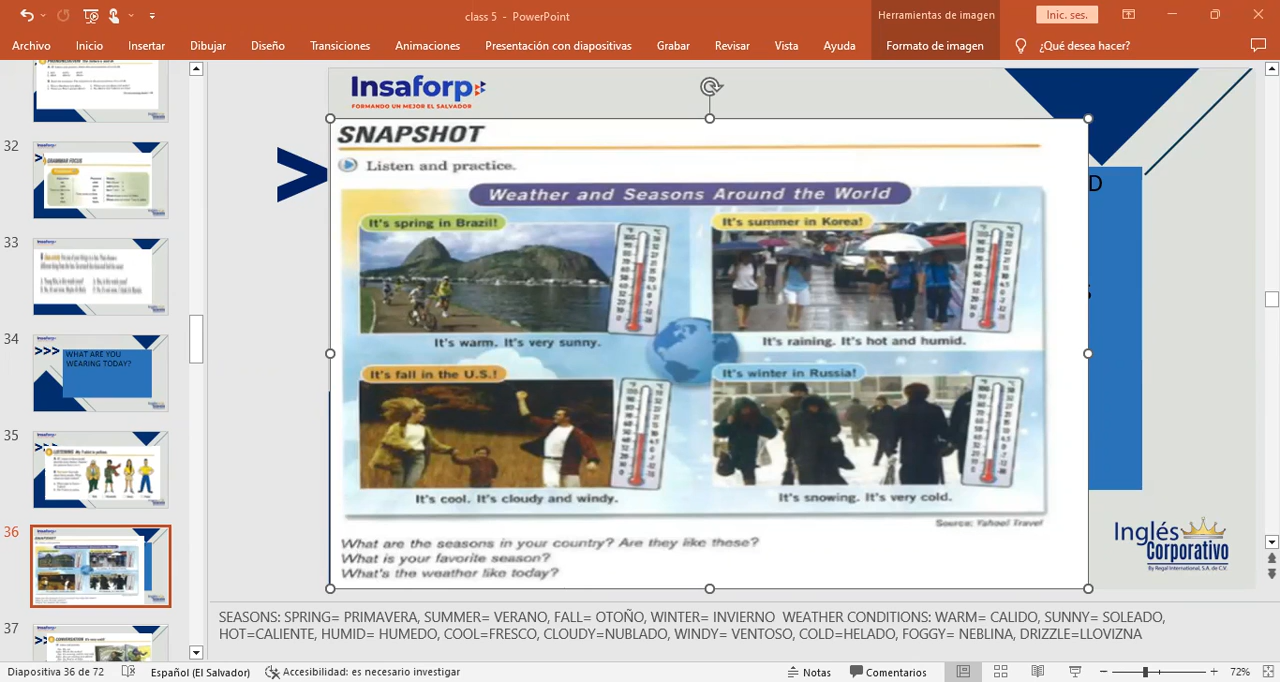 class 5 - PowerPoint
Herramientas de imagen
Inic. ses.
Archivo Inicio Insertar Dibujar Diseño Transiciones Animaciones Presentación con diapositivas Grabar Revisar Vista Ayuda Formato de imagen ¿Qué desea hacer?
32
33
34
WHAT ARE YOU
WEARING TODAY?
35
36
37
Insaforp
FORMANDO UN MEJOR EL SALVADOR
SNAPSHOT
Listen and practice.
Weather and Seasons Around the World
It's spring in Brazil!
It's summer in Korea!
It's warm. It's very sunny.
It's raining. It's hot and humid.
It's fall in the U.S.!
It's winter in Russia!
It's cool. It's cloudy and windy.
It's snowing. It's very cold.
Source: Yahoo! Travel
What are the seasons in your country? Are they like these?
What is your favorite season?
What's the weather like today?
D
Inglés
Corporativo
By Regal International, S.A. de C.V.
SEASONS: SPRING= PRIMAVERA, SUMMER= VERANO, FALL= OTOÑO, WINTER= INVIENO WEATHER CONDITIONS: WARM= CALIDO, SUNNY= SOLEADO,
HOT=CALIENTE, HUMID= HUMEDO, COOL=FRESCO, CLOUDY=NUBLADO, WINDY= VENTOSO, COLD=HELADO, FOGGY= NEBLINA, DRIZZLE=LLOVIZNA
Diapositiva 36 de 72 Español (El Salvador) Accesibilidad: es necesario investigar Notas Comentarios 72%